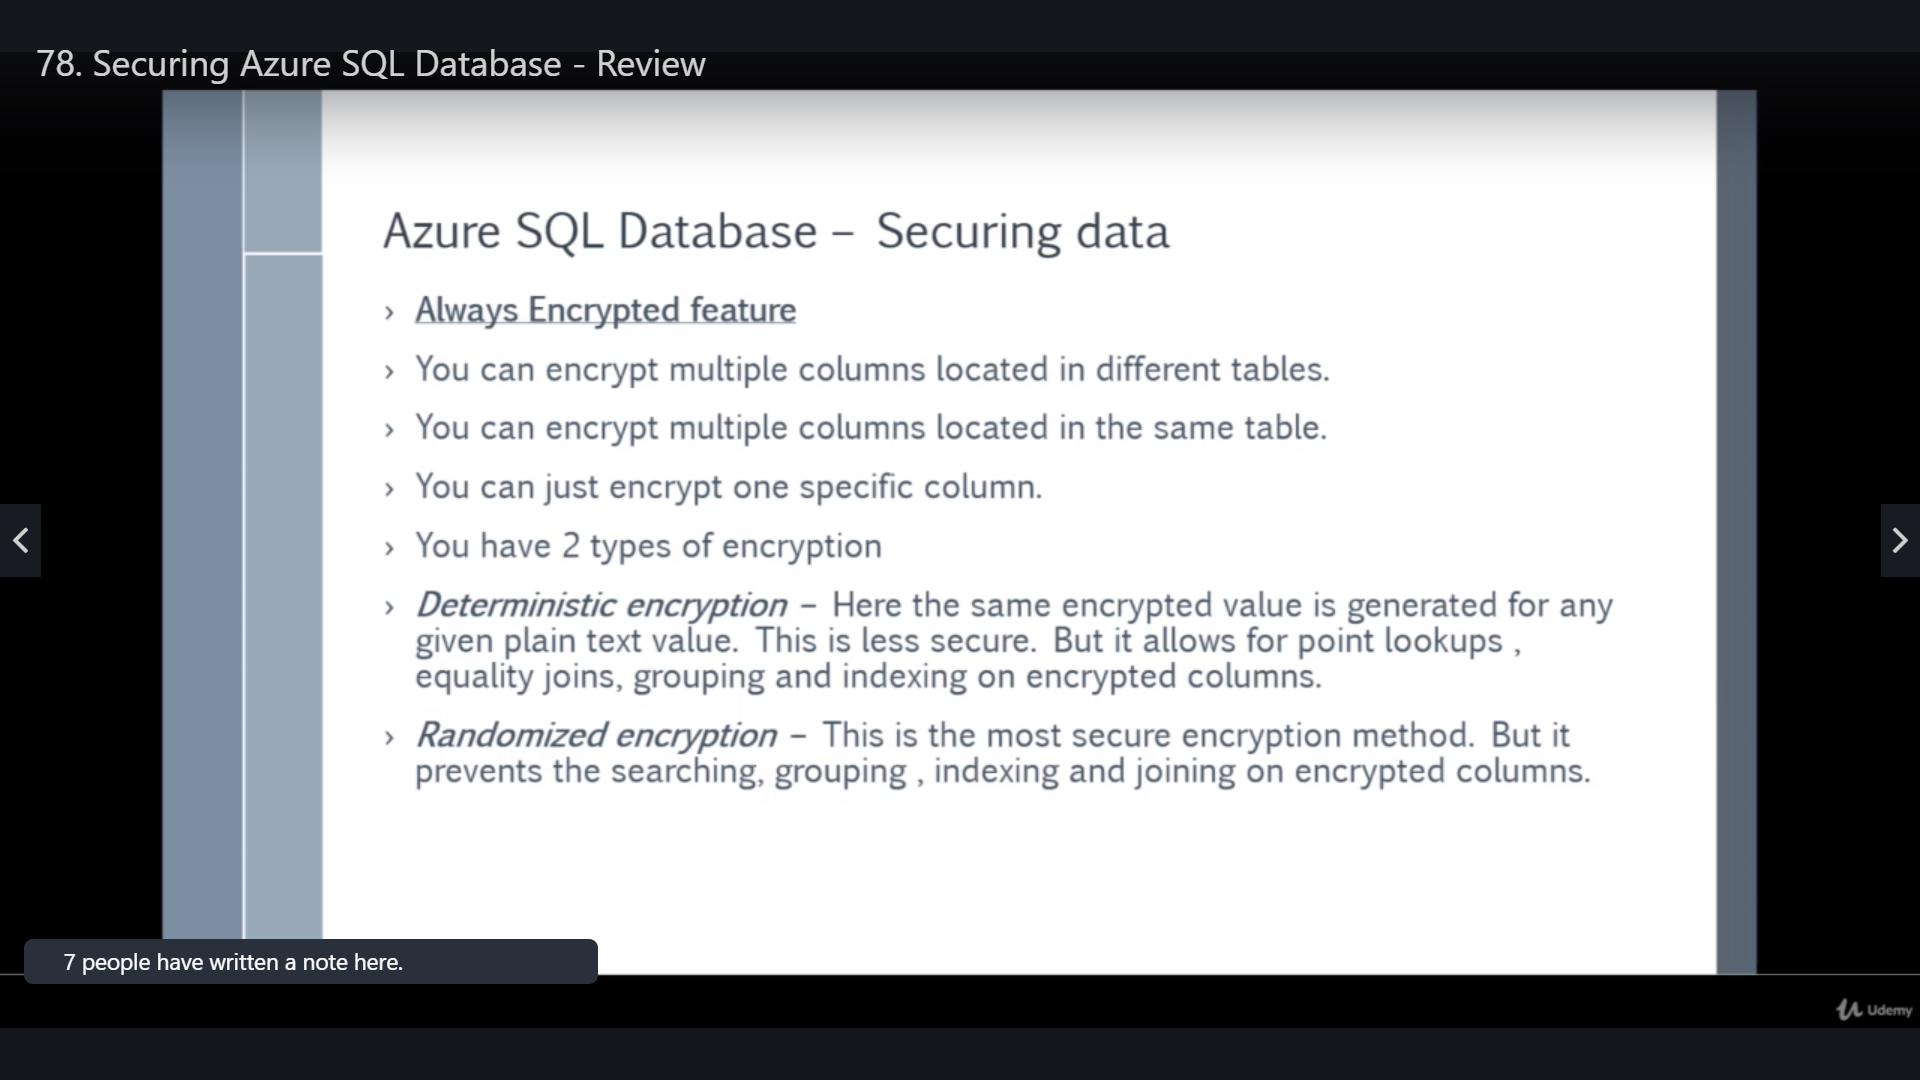 78. Securing Azure SQL Database - Review
Azure SQL Database – Securing data
› Always Encrypted feature
› You can encrypt multiple columns located in different tables.
› You can encrypt multiple columns located in the same table.
› You can just encrypt one specific column.
› You have 2 types of encryption
› Deterministic encryption – Here the same encrypted value is generated for any
given plain text value. This is less secure. But it allows for point lookups ,
equality joins, grouping and indexing on encrypted columns.
› Randomized encryption – This is the most secure encryption method. But it
prevents the searching, grouping , indexing and joining on encrypted columns.
7 people have written a note here.
Udemy